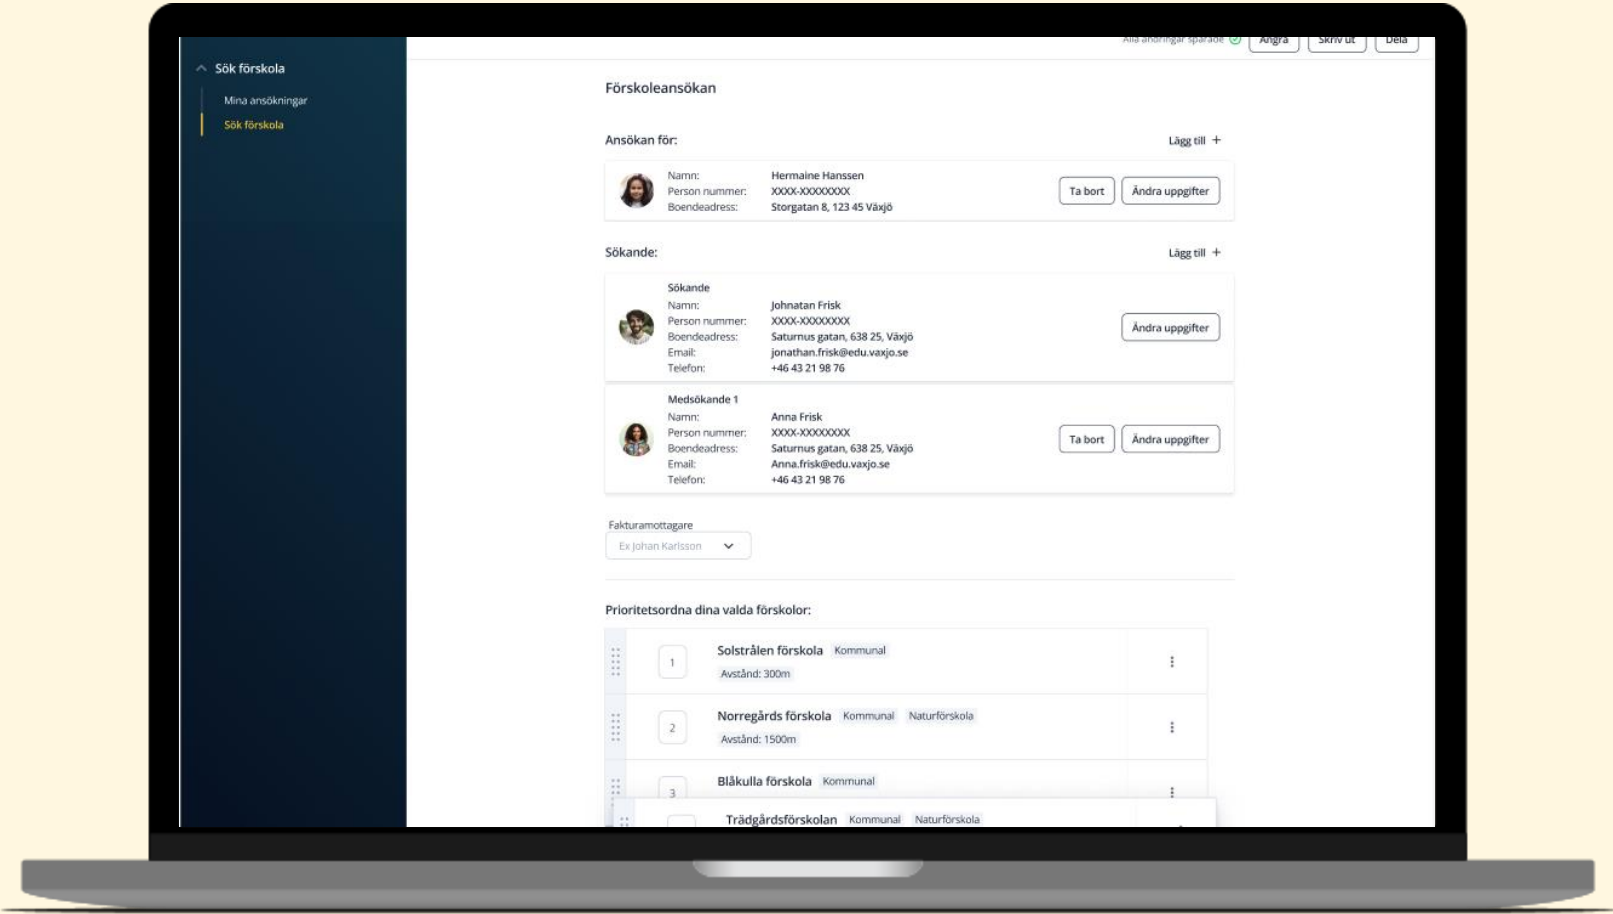 Alla ändringar sparade
Ångra
Skriv ut
Dela
Sök förskola
Mina ansökningar
Sök förskola
Förskoleansökan
Ansökan för:
Lägg till +
Namn: Hermaine Hanssen
Person nummer: XXXX-XXXXXXXX
Boendeadress: Storgatan 8, 123 45 Växjö
Ta bort
Ändra uppgifter
Sökande:
Lägg till +
Sökande
Namn: Johnatan Frisk
Person nummer: XXXX-XXXXXXXX
Boendeadress: Saturnus gatan, 638 25, Växjö
Email: jonathan.frisk@edu.vaxjo.se
Telefon: +46 43 21 98 76
Ändra uppgifter
Medsökande 1
Namn: Anna Frisk
Person nummer: XXXX-XXXXXXXX
Boendeadress: Saturnus gatan, 638 25, Växjö
Email: Anna.frisk@edu.vaxjo.se
Telefon: +46 43 21 98 76
Ta bort
Ändra uppgifter
Fakturamottagare
Ex Johan Karlsson
Prioritetsordna dina valda förskolor:
1
Solstrålen förskola Kommunal
Avstånd: 300m
2
Norregårds förskola Kommunal Naturförskola
Avstånd: 1500m
3
Blåkulla förskola Kommunal
Trädgårdsförskolan Kommunal Naturförskola